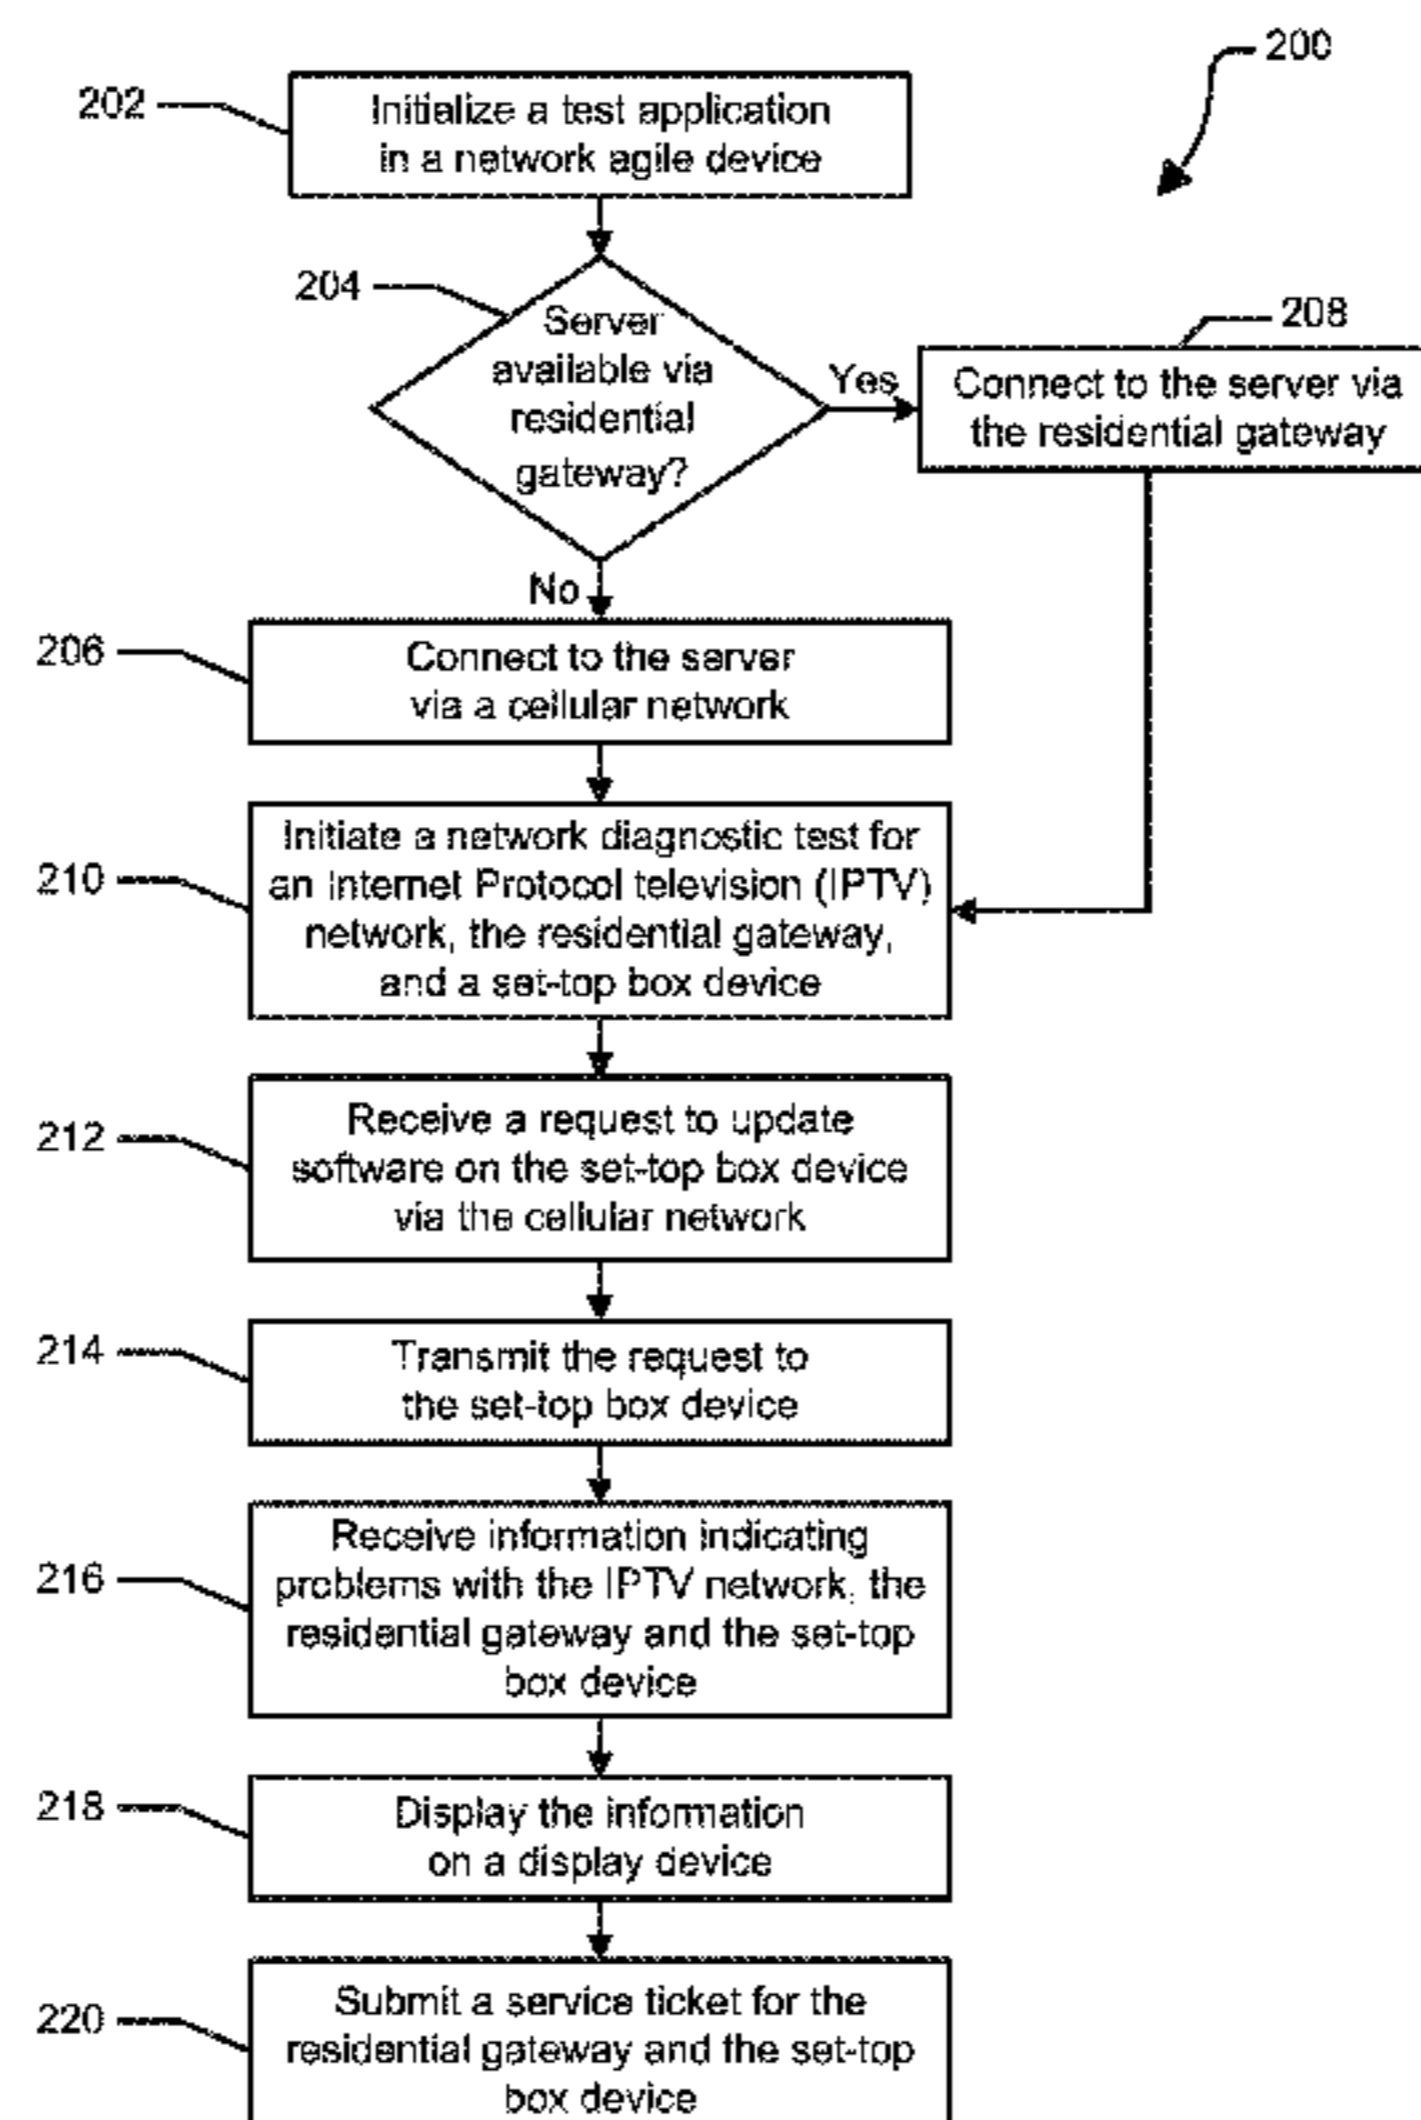 200
202
Initialize a test application
in a network agile device
204
Server
available via
residential
gateway?
Yes
208
Connect to the server via
the residential gateway
No
206
Connect to the server
via a cellular network
210
Initiate a network diagnostic test for
an Internet Protocol television (IPTV)
network, the residential gateway,
and a set-top box device
212
Receive a request to update
software on the set-top box device
via the cellular network
214
Transmit the request to
the set-top box device
216
Receive information indicating
problems with the IPTV network, the
residential gateway and the set-top
box device
218
Display the information
on a display device
220
Submit a service ticket for the
residential gateway and the set-top
box device